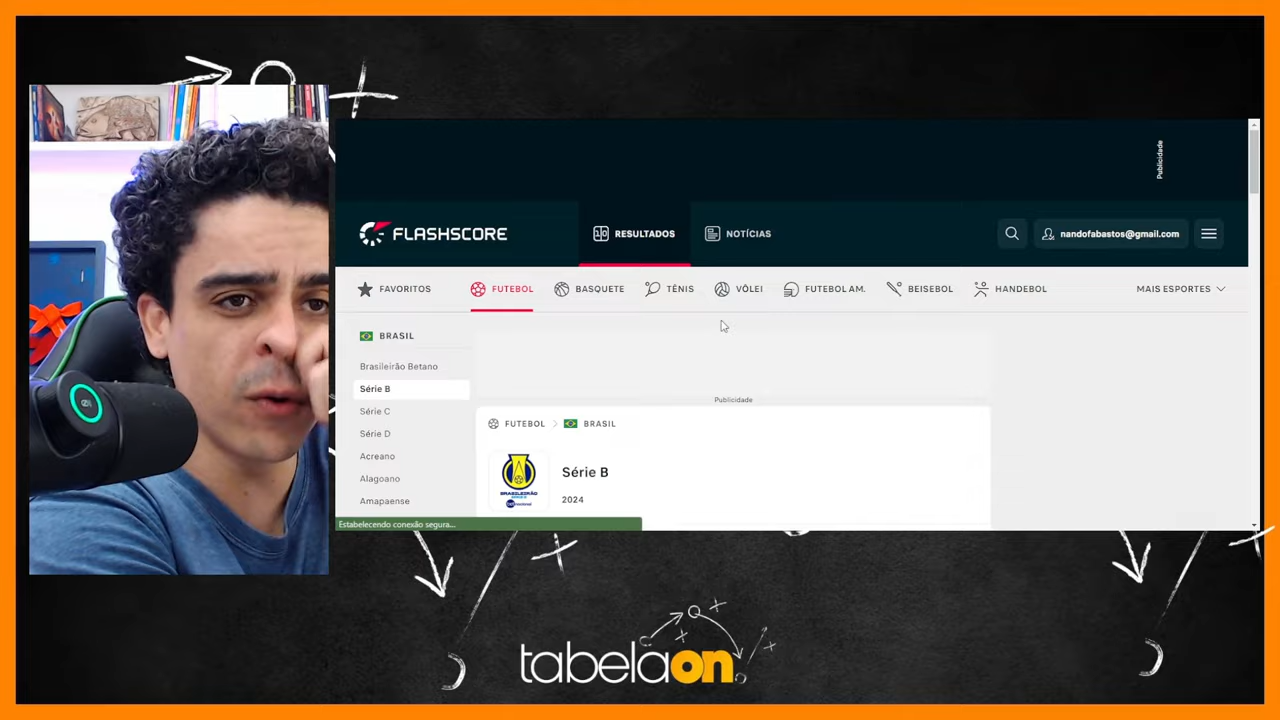 Publicidade
FLASHSCORE
RESULTADOS
NOTÍCIAS
nandofabastos@gmail.com
FAVORITOS
FUTEBOL
BASQUETE
TÊNIS
VÔLEI
FUTEBOL AM.
BEISEBOL
HANDEBOL
MAIS ESPORTES
BRASIL
Brasileirão Betano
Série B
Série C
Série D
Acreano
Alagoano
Amapaense
Publicidade
FUTEBOL
BRASIL
Série B
2024
Estabelecendo conexão segura...
tabelaon